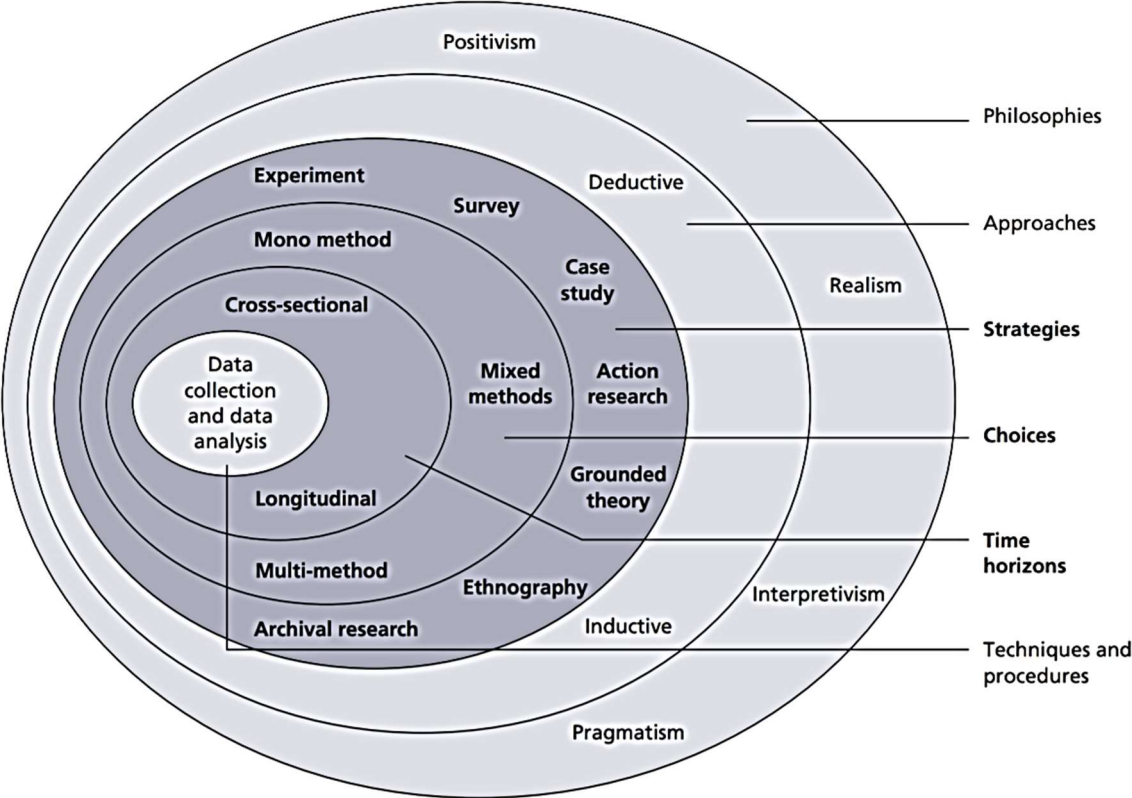 Positivism
Philosophies
Experiment
Deductive
Survey
Approaches
Mono method
Case
study
Realism
Cross-sectional
Strategies
Data
collection
and data
analysis
Mixed
methods
Action
research
Choices
Grounded
theory
Longitudinal
Time
horizons
Multi-method
Ethnography
Interpretivism
Archival research
Inductive
Techniques and
procedures
Pragmatism